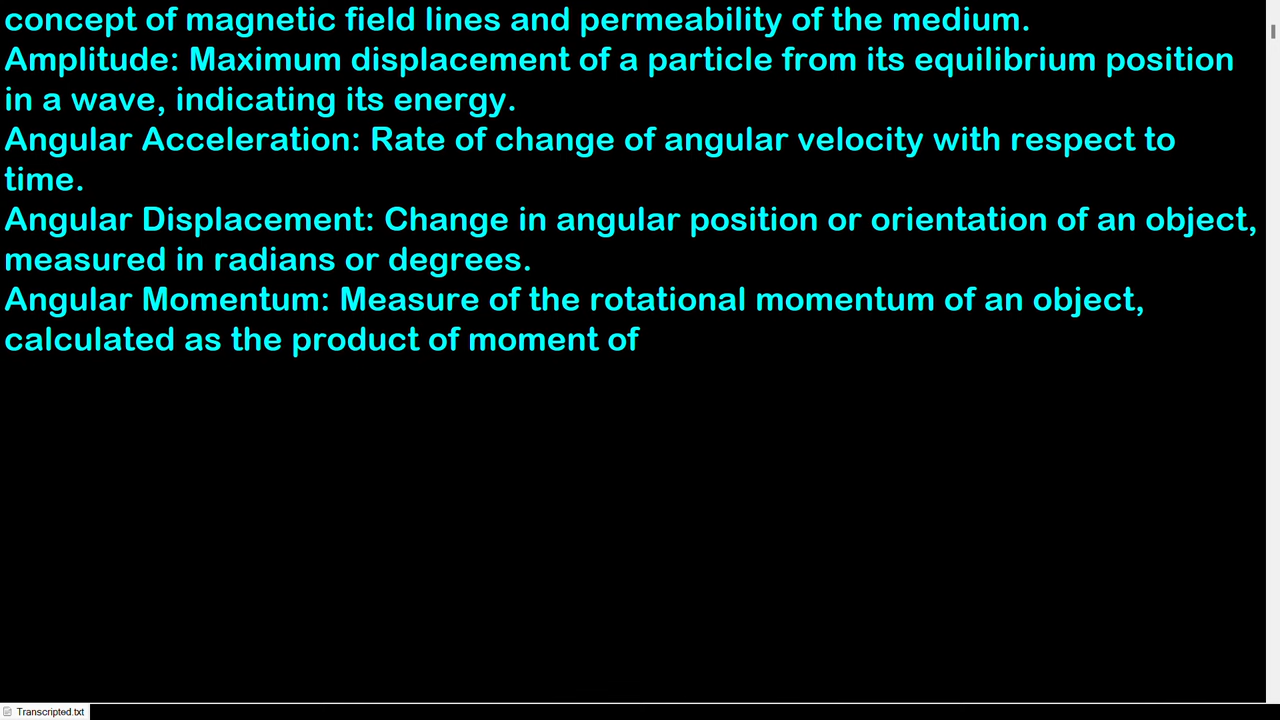 concept of magnetic field lines and permeability of the medium.
Amplitude: Maximum displacement of a particle from its equilibrium position
in a wave, indicating its energy.
Angular Acceleration: Rate of change of angular velocity with respect to
time.
Angular Displacement: Change in angular position or orientation of an object,
measured in radians or degrees.
Angular Momentum: Measure of the rotational momentum of an object,
calculated as the product of moment of
Transcripted.txt